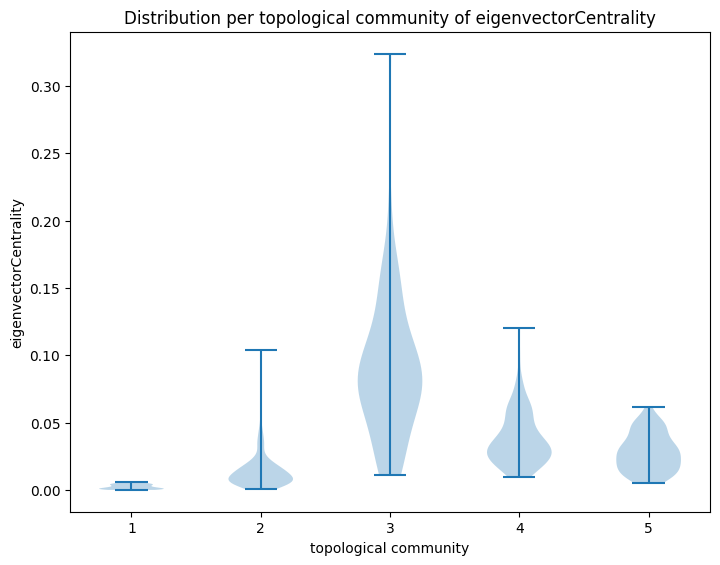 Distribution per topological community of eigenvectorCentrality
eigenvectorCentrality
0.30
0.25
0.20
0.15
0.10
0.05
0.00
1 2 3 4 5
topological community